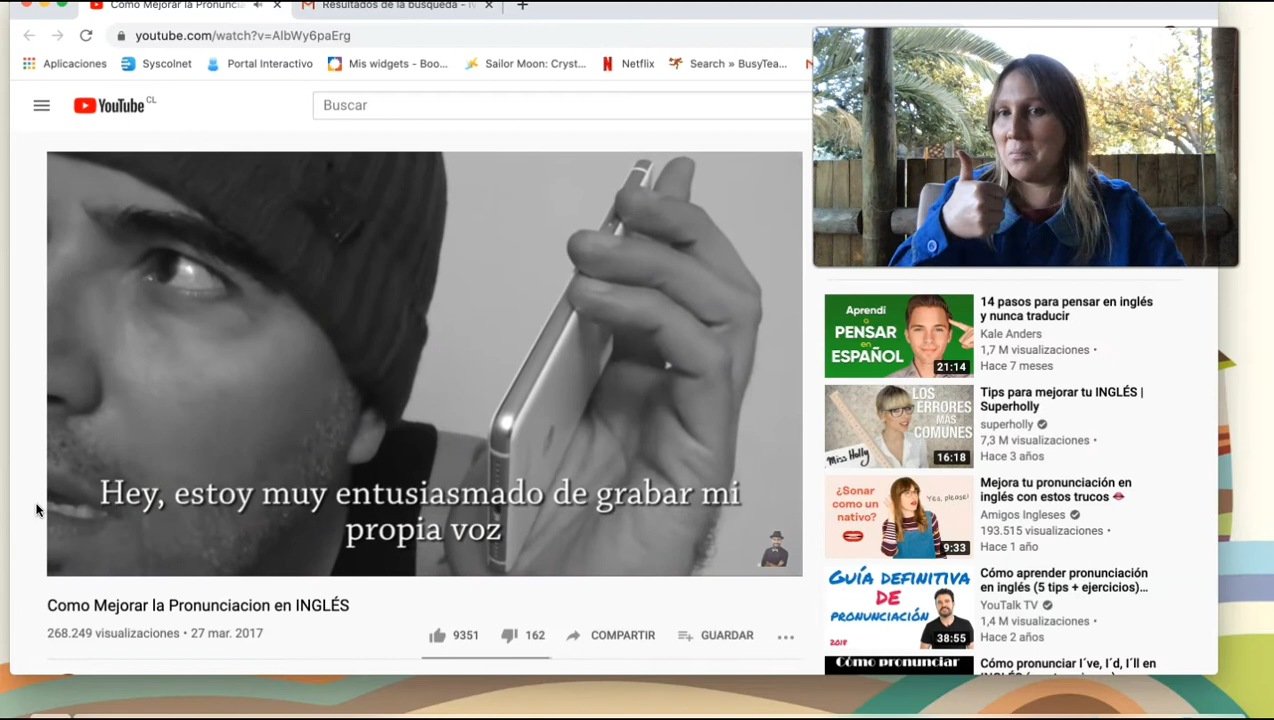 Como Mejorar la Pronuncia
Resultados de la búsqueda -
youtube.com/watch?v=AlbWy6paErg
Aplicaciones
Syscolnet
Portal Interactivo
Mis widgets - Boo...
Sailor Moon: Cryst...
Netflix
Search » BusyTea...
YouTube CL
Buscar
Hey, estoy muy entusiasmado de grabar mi
propia voz
Como Mejorar la Pronunciacion en INGLÉS
268.249 visualizaciones • 27 mar. 2017
9351
162
COMPARTIR
GUARDAR
Aprendí
a
PENSAR
en
ESPAÑOL
21:14
14 pasos para pensar en inglés
y nunca traducir
Kale Anders
1,7 M visualizaciones •
Hace 7 meses
LOS
ERRORES
MÁS
COMUNES
Miss Holly
16:18
Tips para mejorar tu INGLÉS |
Superholly
superholly
7,3 M visualizaciones •
Hace 3 años
¿Sonar
como un
nativo?
Yes, please!
9:33
Mejora tu pronunciación en
inglés con estos trucos
Amigos Ingleses
193.515 visualizaciones •
Hace 1 año
GUÍA DEFINITIVA
DE
PRONUNCIACIÓN
2018
38:55
Cómo aprender pronunciación
en inglés (5 tips + ejercicios)...
YouTalk TV
1,4 M visualizaciones •
Hace 2 años
Cómo pronunciar
Cómo pronunciar I´ve, I´d, I´ll en